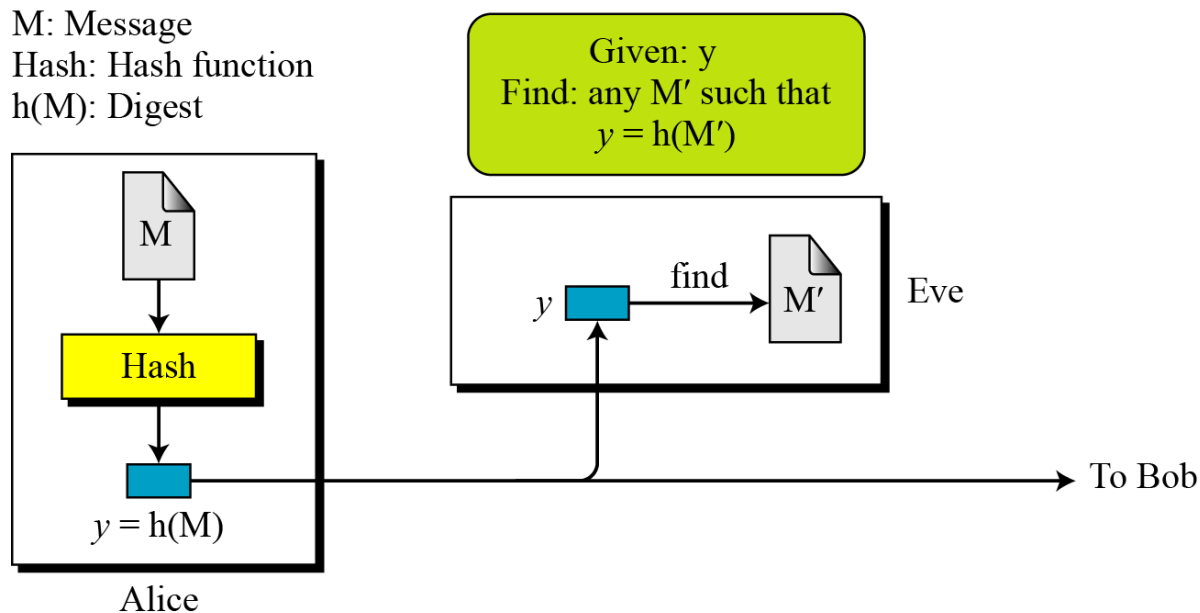 M: Message
Hash: Hash function
h(M): Digest
Given: y
Find: any M′ such that
y = h(M′)
M
Hash
y = h(M)
Alice
y
find
M′
Eve
To Bob